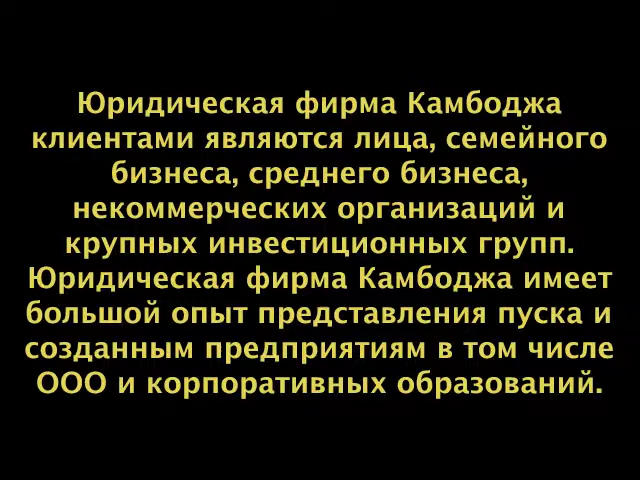 Юридическая фирма Камбоджа
клиентами являются лица, семейного
бизнеса, среднего бизнеса,
некоммерческих организаций и
крупных инвестиционных групп.
Юридическая фирма Камбоджа имеет
большой опыт представления пуска и
созданным предприятиям в том числе
ООО и корпоративных образований.